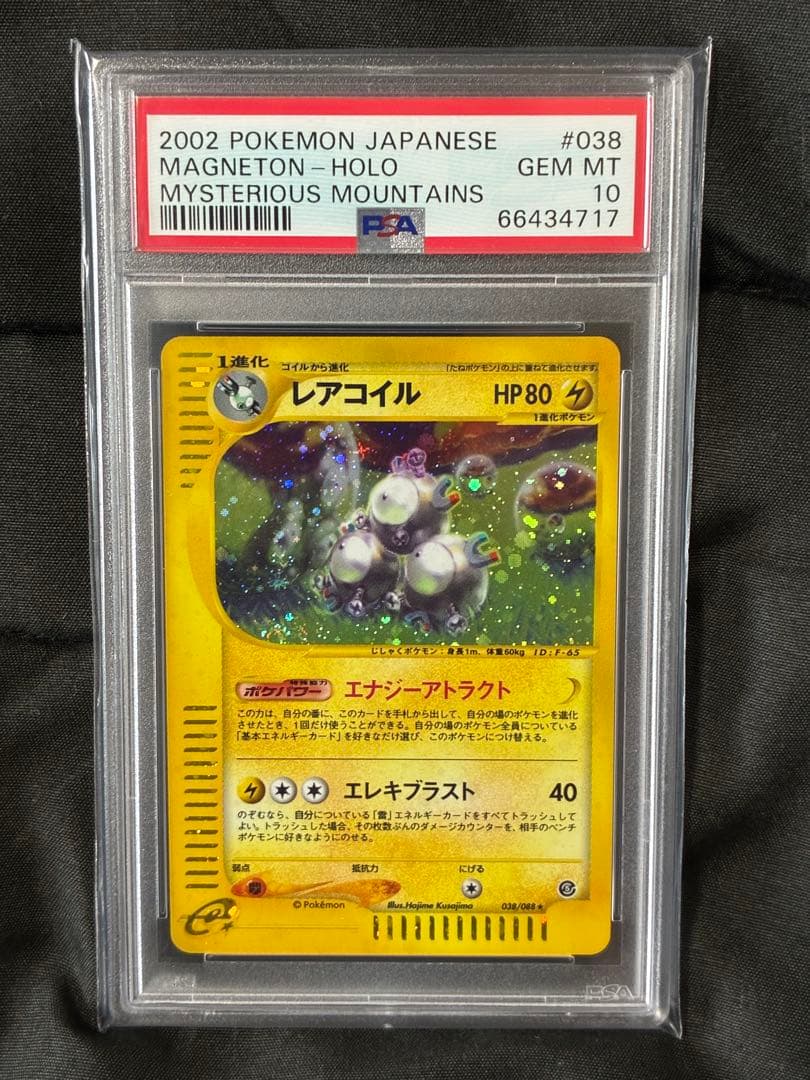 2002 POKEMON JAPANESE #038
MAGNETON - HOLO GEM MT
MYSTERIOUS MOUNTAINS 10
PSA 66434717
1進化 コイルから進化 「たねポケモン」の上に重ねて進化させます。
レアコイル HP80
1進化ポケモン
じしゃくポケモン:身長1m、体重60kg ID:F-65
特殊能力
ポケパワー エナジーアトラクト
この力は、自分の番に、このカードを手札から出して、自分の場のポケモンを進化
させたとき、1回だけ使うことができる。自分の場のポケモン全員についている
「基本エネルギーカード」を好きなだけ選び、このポケモンにつけ替える。
エレキブラスト 40
のぞむなら、自分についている「雷」エネルギーカードをすべてトラッシュして
よい。トラッシュした場合、その枚数ぶんのダメージカウンターを、相手のベンチ
ポケモンに好きなようにのせる。
弱点 抵抗力 にげる
© Pokémon Illus. Hajime Kusajima 038/088★
e
PSA